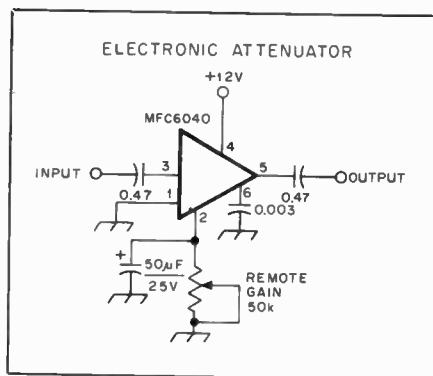 ELECTRONIC ATTENUATOR
+12V
MFC6040
4
INPUT
3
5
OUTPUT
0.47
1
6
0.47
2
0.003
+
50µF
25V
REMOTE
GAIN
50k